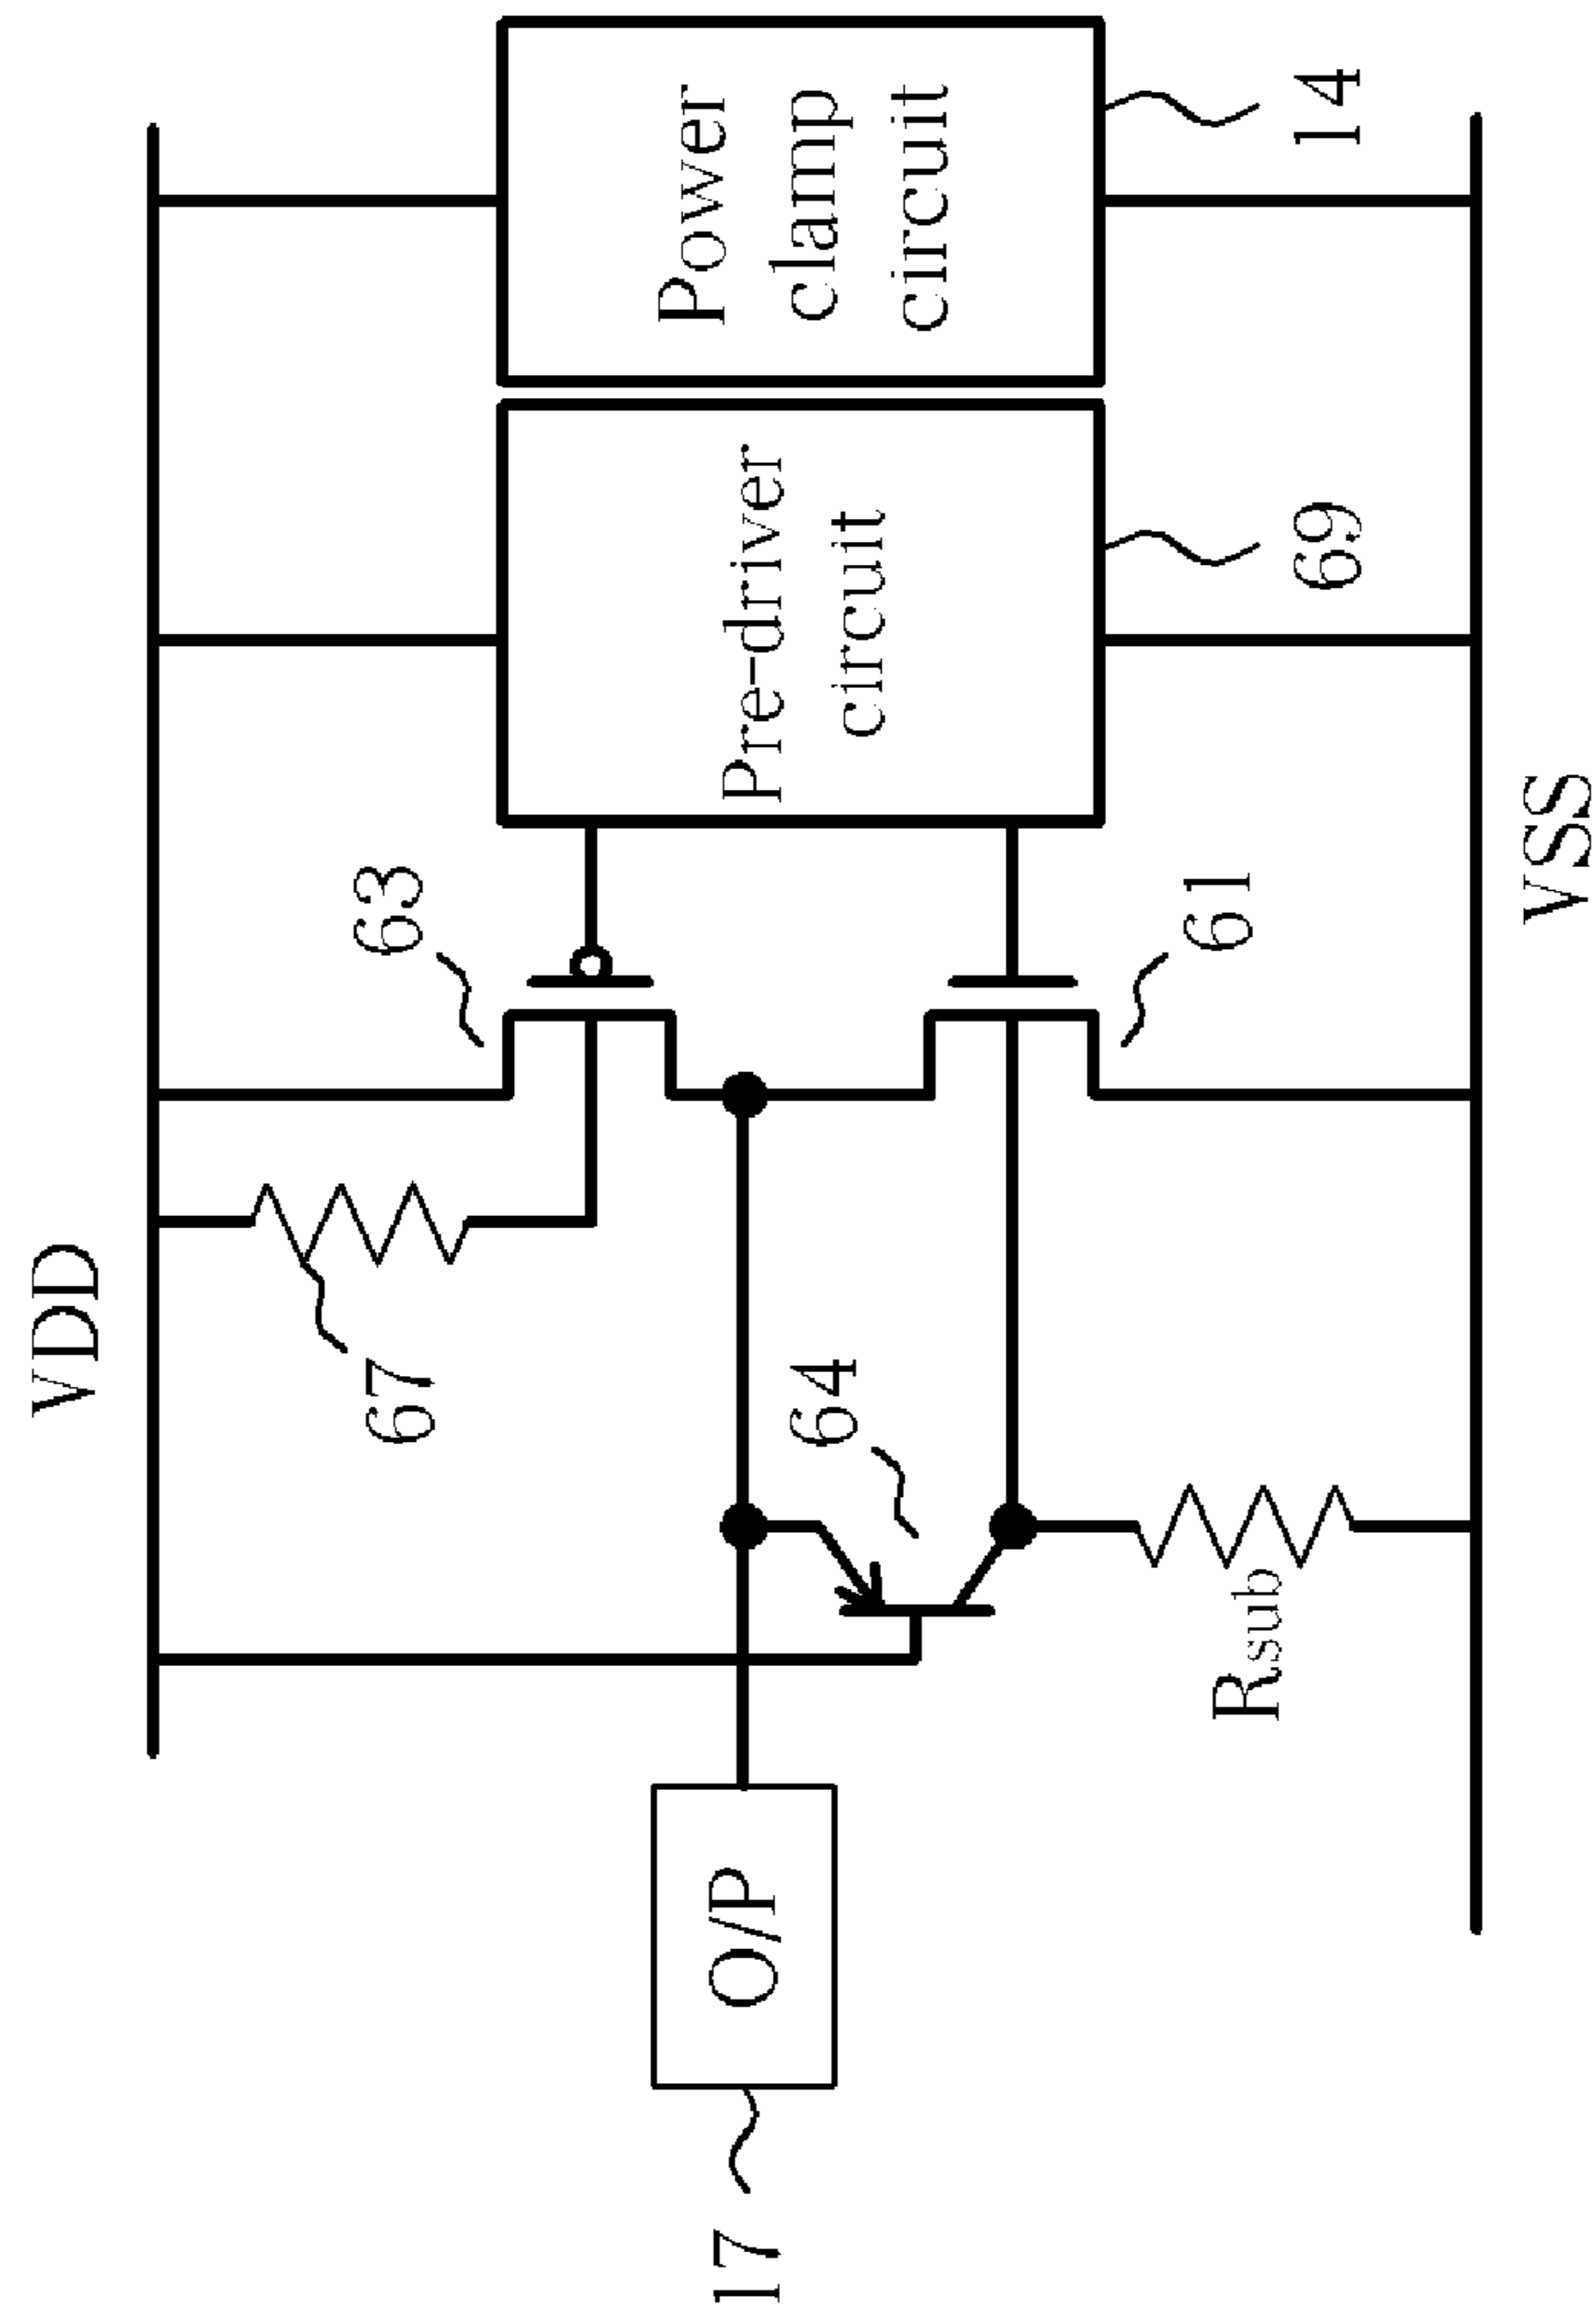 VDD
67
63
17
O/P
64
Pre-driver
circuit
Power
clamp
circuit
Rsub
61
69
14
VSS